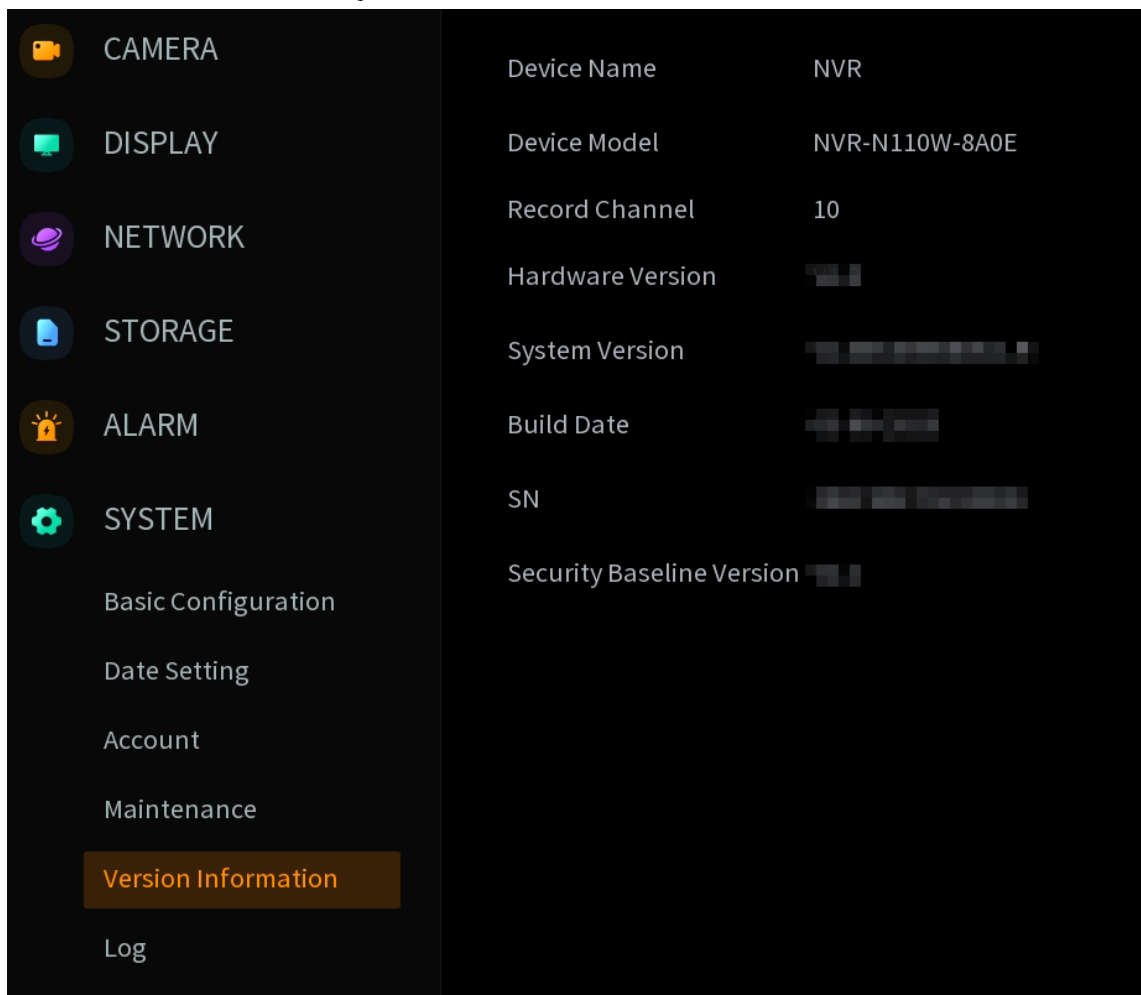 CAMERA
DISPLAY
NETWORK
STORAGE
ALARM
SYSTEM
Basic Configuration
Date Setting
Account
Maintenance
Version Information
Log
Device Name NVR
Device Model NVR-N110W-8A0E
Record Channel 10
Hardware Version
System Version
Build Date
SN
Security Baseline Version